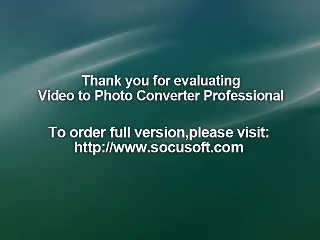 Thank you for evaluating
Video to Photo Converter Professional
To order full version,please visit:
http://www.socusoft.com